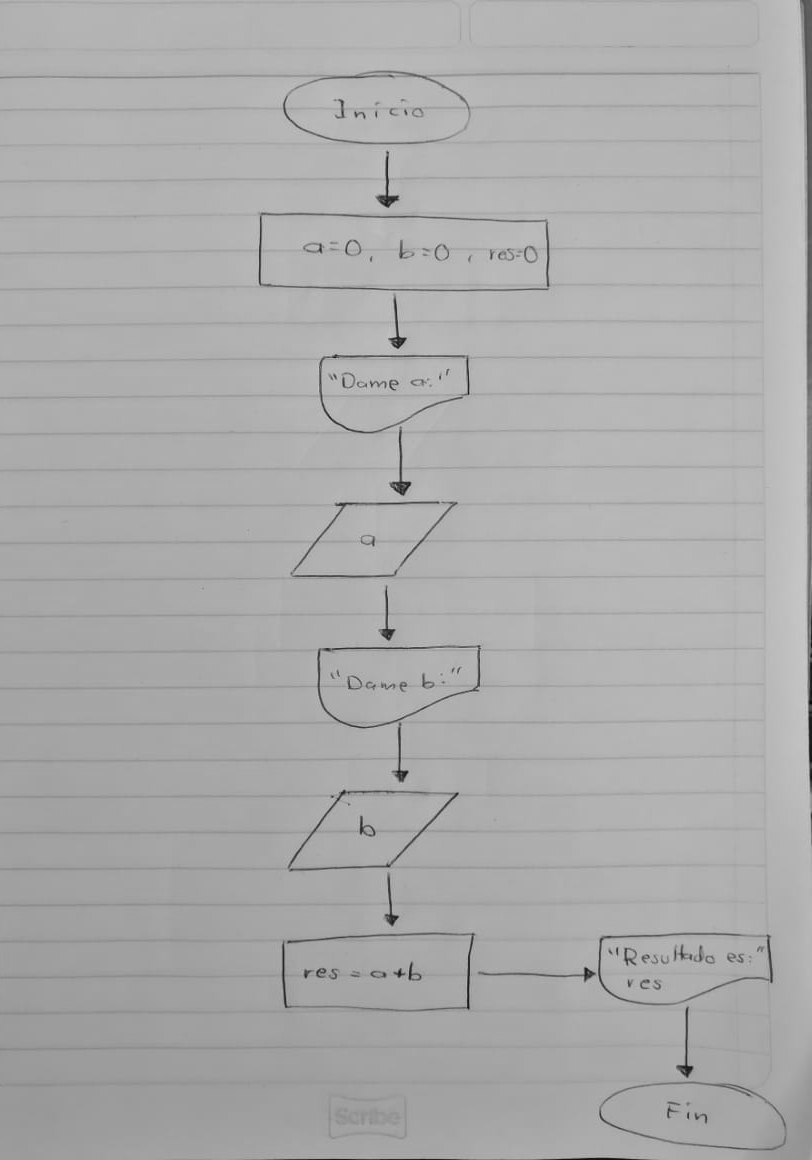 Inicio
a=0, b=0, res=0
"Dame a:"
a
"Dame b:"
b
res = a+b
"Resultado es:"
res
Fin
Scribe